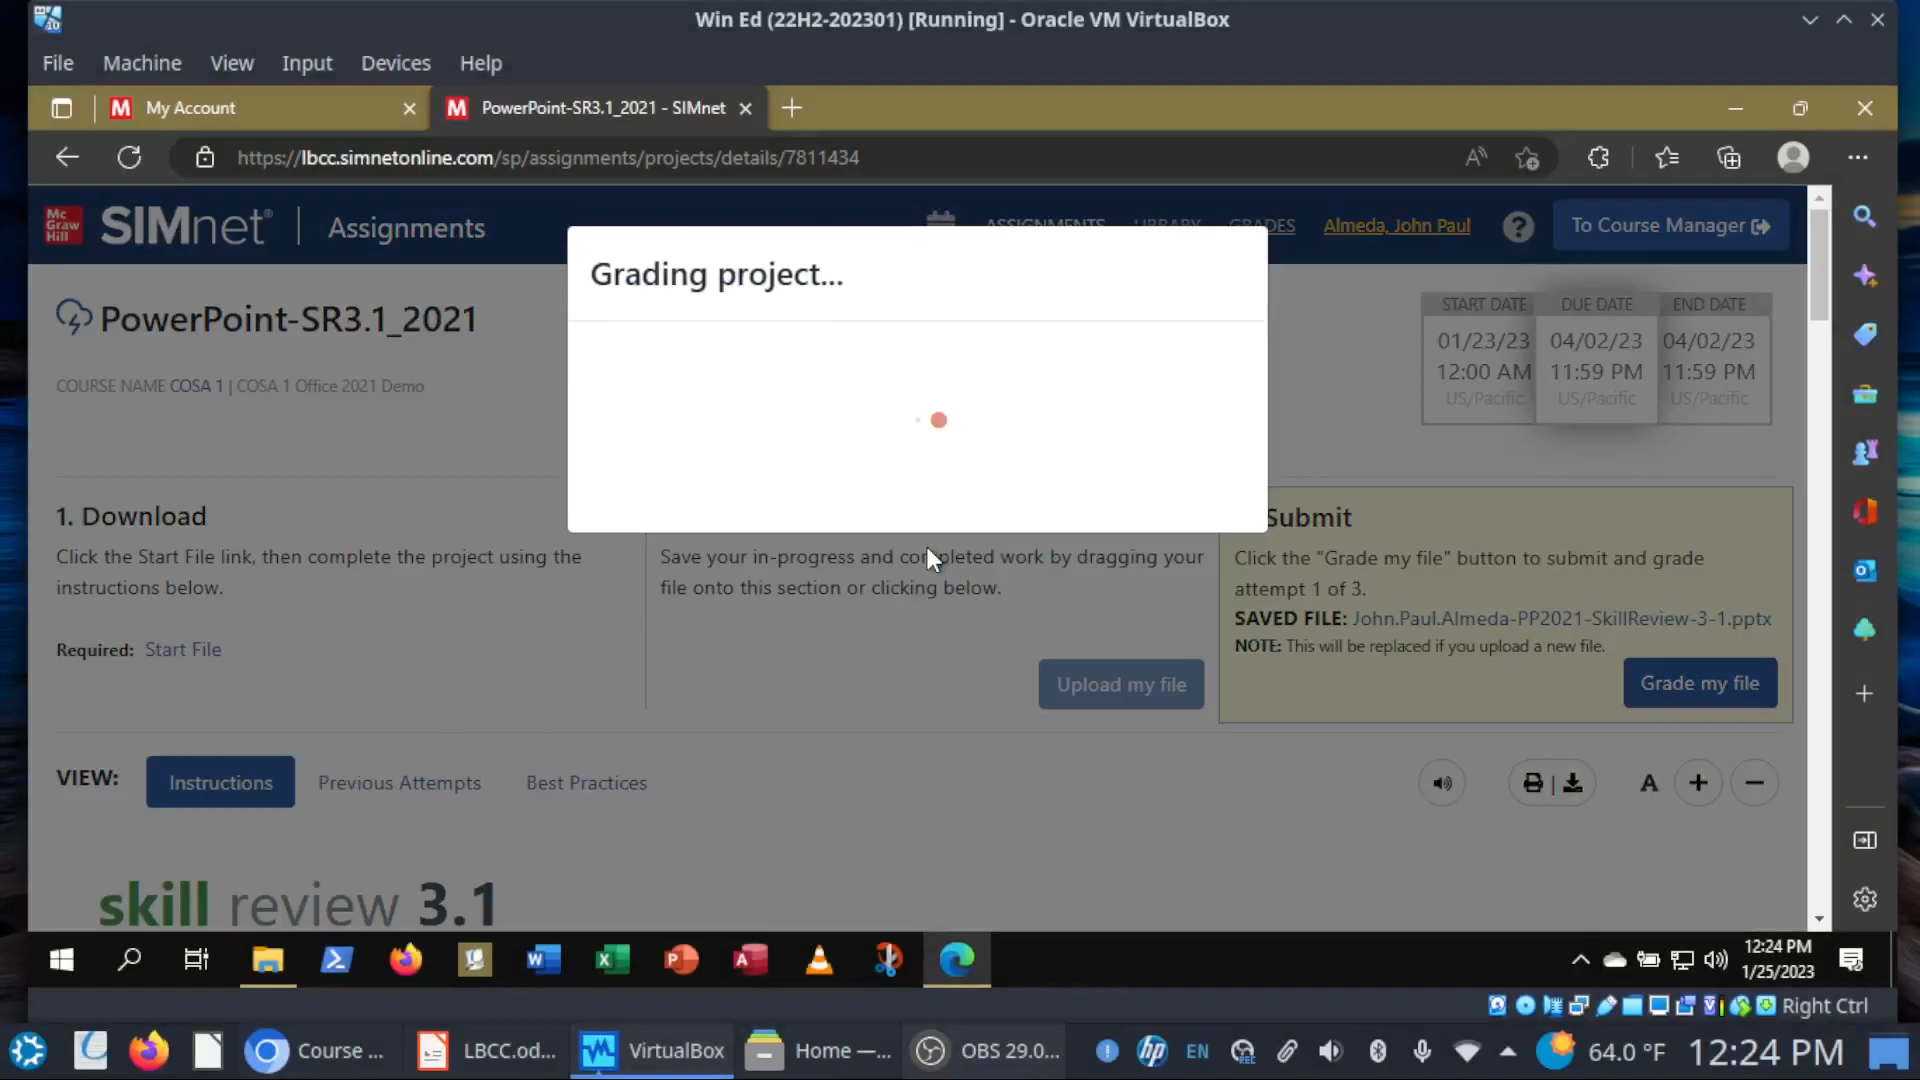 Win Ed (22H2-202301) [Running] - Oracle VM VirtualBox
File Machine View Input Devices Help
My Account
PowerPoint-SR3.1_2021 - SIMnet
https://lbcc.simnetonline.com/sp/assignments/projects/details/7811434
Mc Graw Hill
SIMnet® | Assignments
ASSIGNMENTS LIBRARY GRADES Almeda, John Paul
To Course Manager
Grading project...
PowerPoint-SR3.1_2021
COURSE NAME COSA 1 | COSA 1 Office 2021 Demo
START DATE DUE DATE END DATE
01/23/23 04/02/23 04/02/23
12:00 AM 11:59 PM 11:59 PM
US/Pacific US/Pacific US/Pacific
1. Download
Click the Start File link, then complete the project using the
instructions below.
Required: Start File
Save your in-progress and completed work by dragging your
file onto this section or clicking below.
Upload my file
Submit
Click the "Grade my file" button to submit and grade
attempt 1 of 3.
SAVED FILE: John.Paul.Almeda-PP2021-SkillReview-3-1.pptx
NOTE: This will be replaced if you upload a new file.
Grade my file
VIEW: Instructions Previous Attempts Best Practices
A
skill review 3.1
12:24 PM
1/25/2023
Right Ctrl
Course ...
LBCC.od...
VirtualBox
Home —...
OBS 29.0...
EN
64.0 °F
12:24 PM